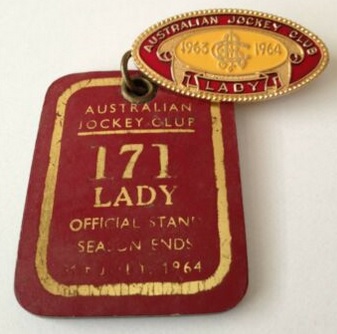 AUSTRALIAN JOCKEY CLUB
1963 1964
LADY
AUSTRALIAN
JOCKEY·CLUB
171
LADY
OFFICIAL STAND
SEASON ENDS
1964